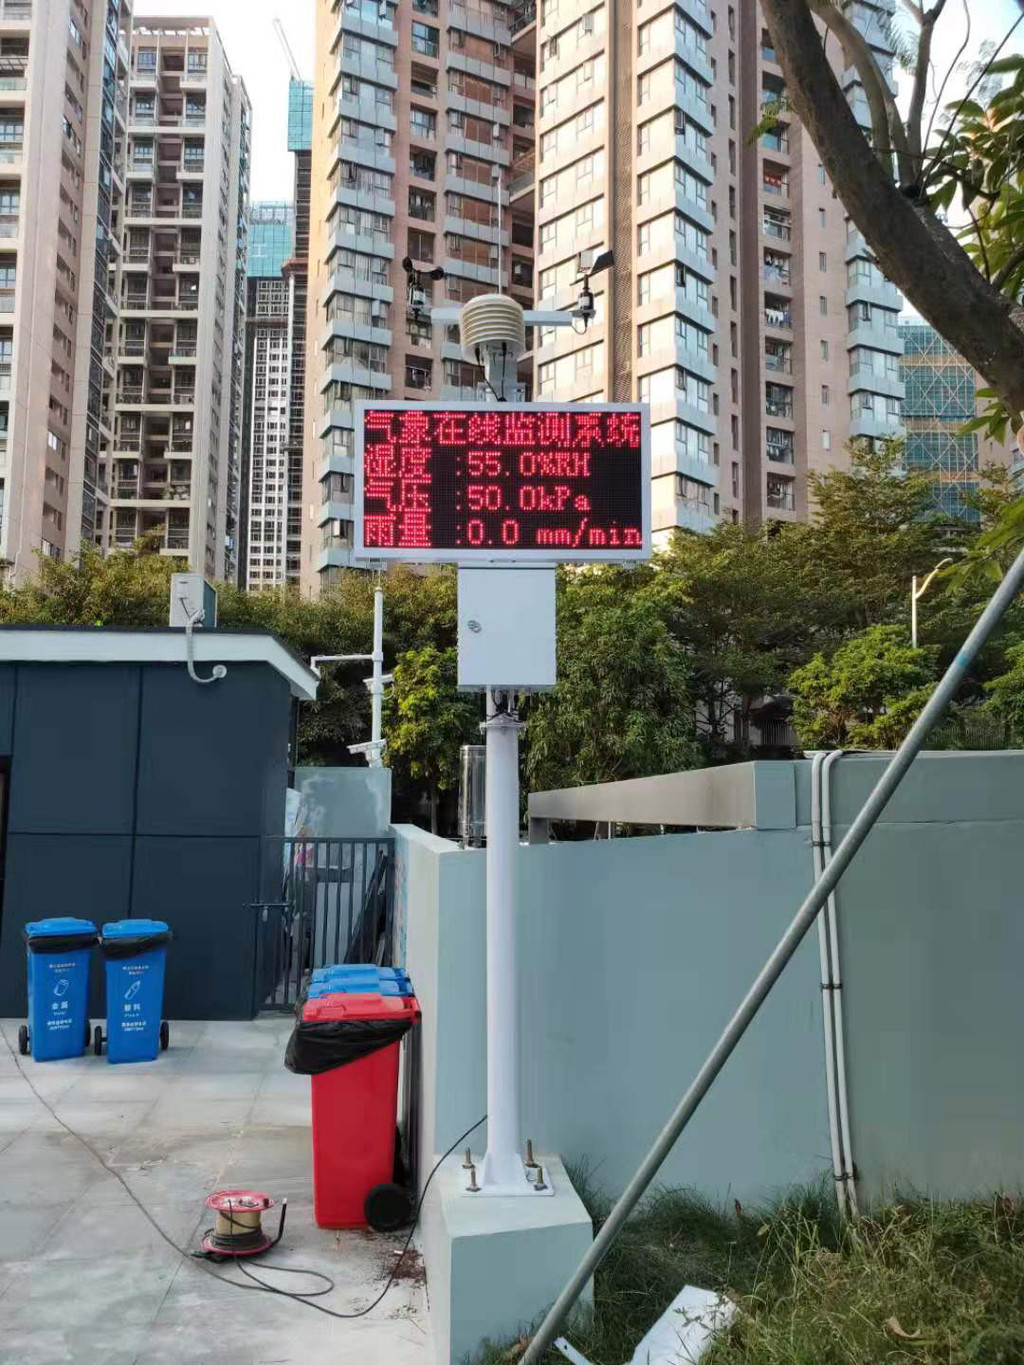 气象在线监测系统
湿度 :55.0%RH
气压 :50.0kPa
雨量 :0.0 mm/min